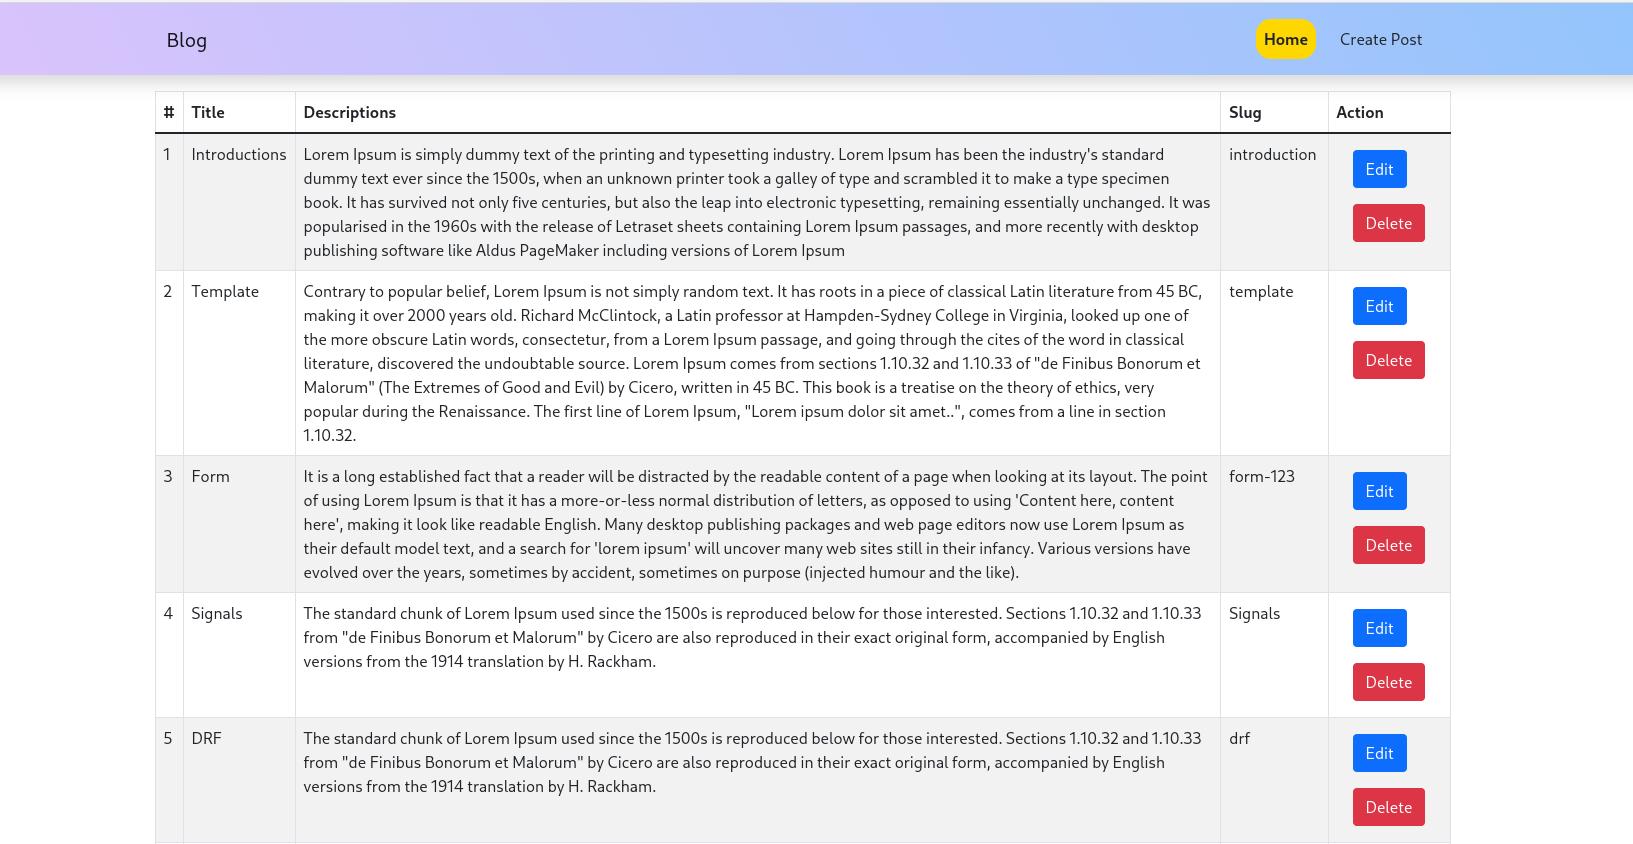 Blog
Home
Create Post
# Title Descriptions Slug Action
1 Introductions Lorem Ipsum is simply dummy text of the printing and typesetting industry. Lorem Ipsum has been the industry's standard introduction
dummy text ever since the 1500s, when an unknown printer took a galley of type and scrambled it to make a type specimen
book. It has survived not only five centuries, but also the leap into electronic typesetting, remaining essentially unchanged. It was
popularised in the 1960s with the release of Letraset sheets containing Lorem Ipsum passages, and more recently with desktop
publishing software like Aldus PageMaker including versions of Lorem Ipsum
Edit
Delete
2 Template Contrary to popular belief, Lorem Ipsum is not simply random text. It has roots in a piece of classical Latin literature from 45 BC, template
making it over 2000 years old. Richard McClintock, a Latin professor at Hampden-Sydney College in Virginia, looked up one of
the more obscure Latin words, consectetur, from a Lorem Ipsum passage, and going through the cites of the word in classical
literature, discovered the undoubtable source. Lorem Ipsum comes from sections 1.10.32 and 1.10.33 of "de Finibus Bonorum et
Malorum" (The Extremes of Good and Evil) by Cicero, written in 45 BC. This book is a treatise on the theory of ethics, very
popular during the Renaissance. The first line of Lorem Ipsum, "Lorem ipsum dolor sit amet..", comes from a line in section
1.10.32.
Edit
Delete
3 Form It is a long established fact that a reader will be distracted by the readable content of a page when looking at its layout. The point form-123
of using Lorem Ipsum is that it has a more-or-less normal distribution of letters, as opposed to using 'Content here, content
here', making it look like readable English. Many desktop publishing packages and web page editors now use Lorem Ipsum as
their default model text, and a search for 'lorem ipsum' will uncover many web sites still in their infancy. Various versions have
evolved over the years, sometimes by accident, sometimes on purpose (injected humour and the like).
Edit
Delete
4 Signals The standard chunk of Lorem Ipsum used since the 1500s is reproduced below for those interested. Sections 1.10.32 and 1.10.33 Signals
from "de Finibus Bonorum et Malorum" by Cicero are also reproduced in their exact original form, accompanied by English
versions from the 1914 translation by H. Rackham.
Edit
Delete
5 DRF The standard chunk of Lorem Ipsum used since the 1500s is reproduced below for those interested. Sections 1.10.32 and 1.10.33 drf
from "de Finibus Bonorum et Malorum" by Cicero are also reproduced in their exact original form, accompanied by English
versions from the 1914 translation by H. Rackham.
Edit
Delete